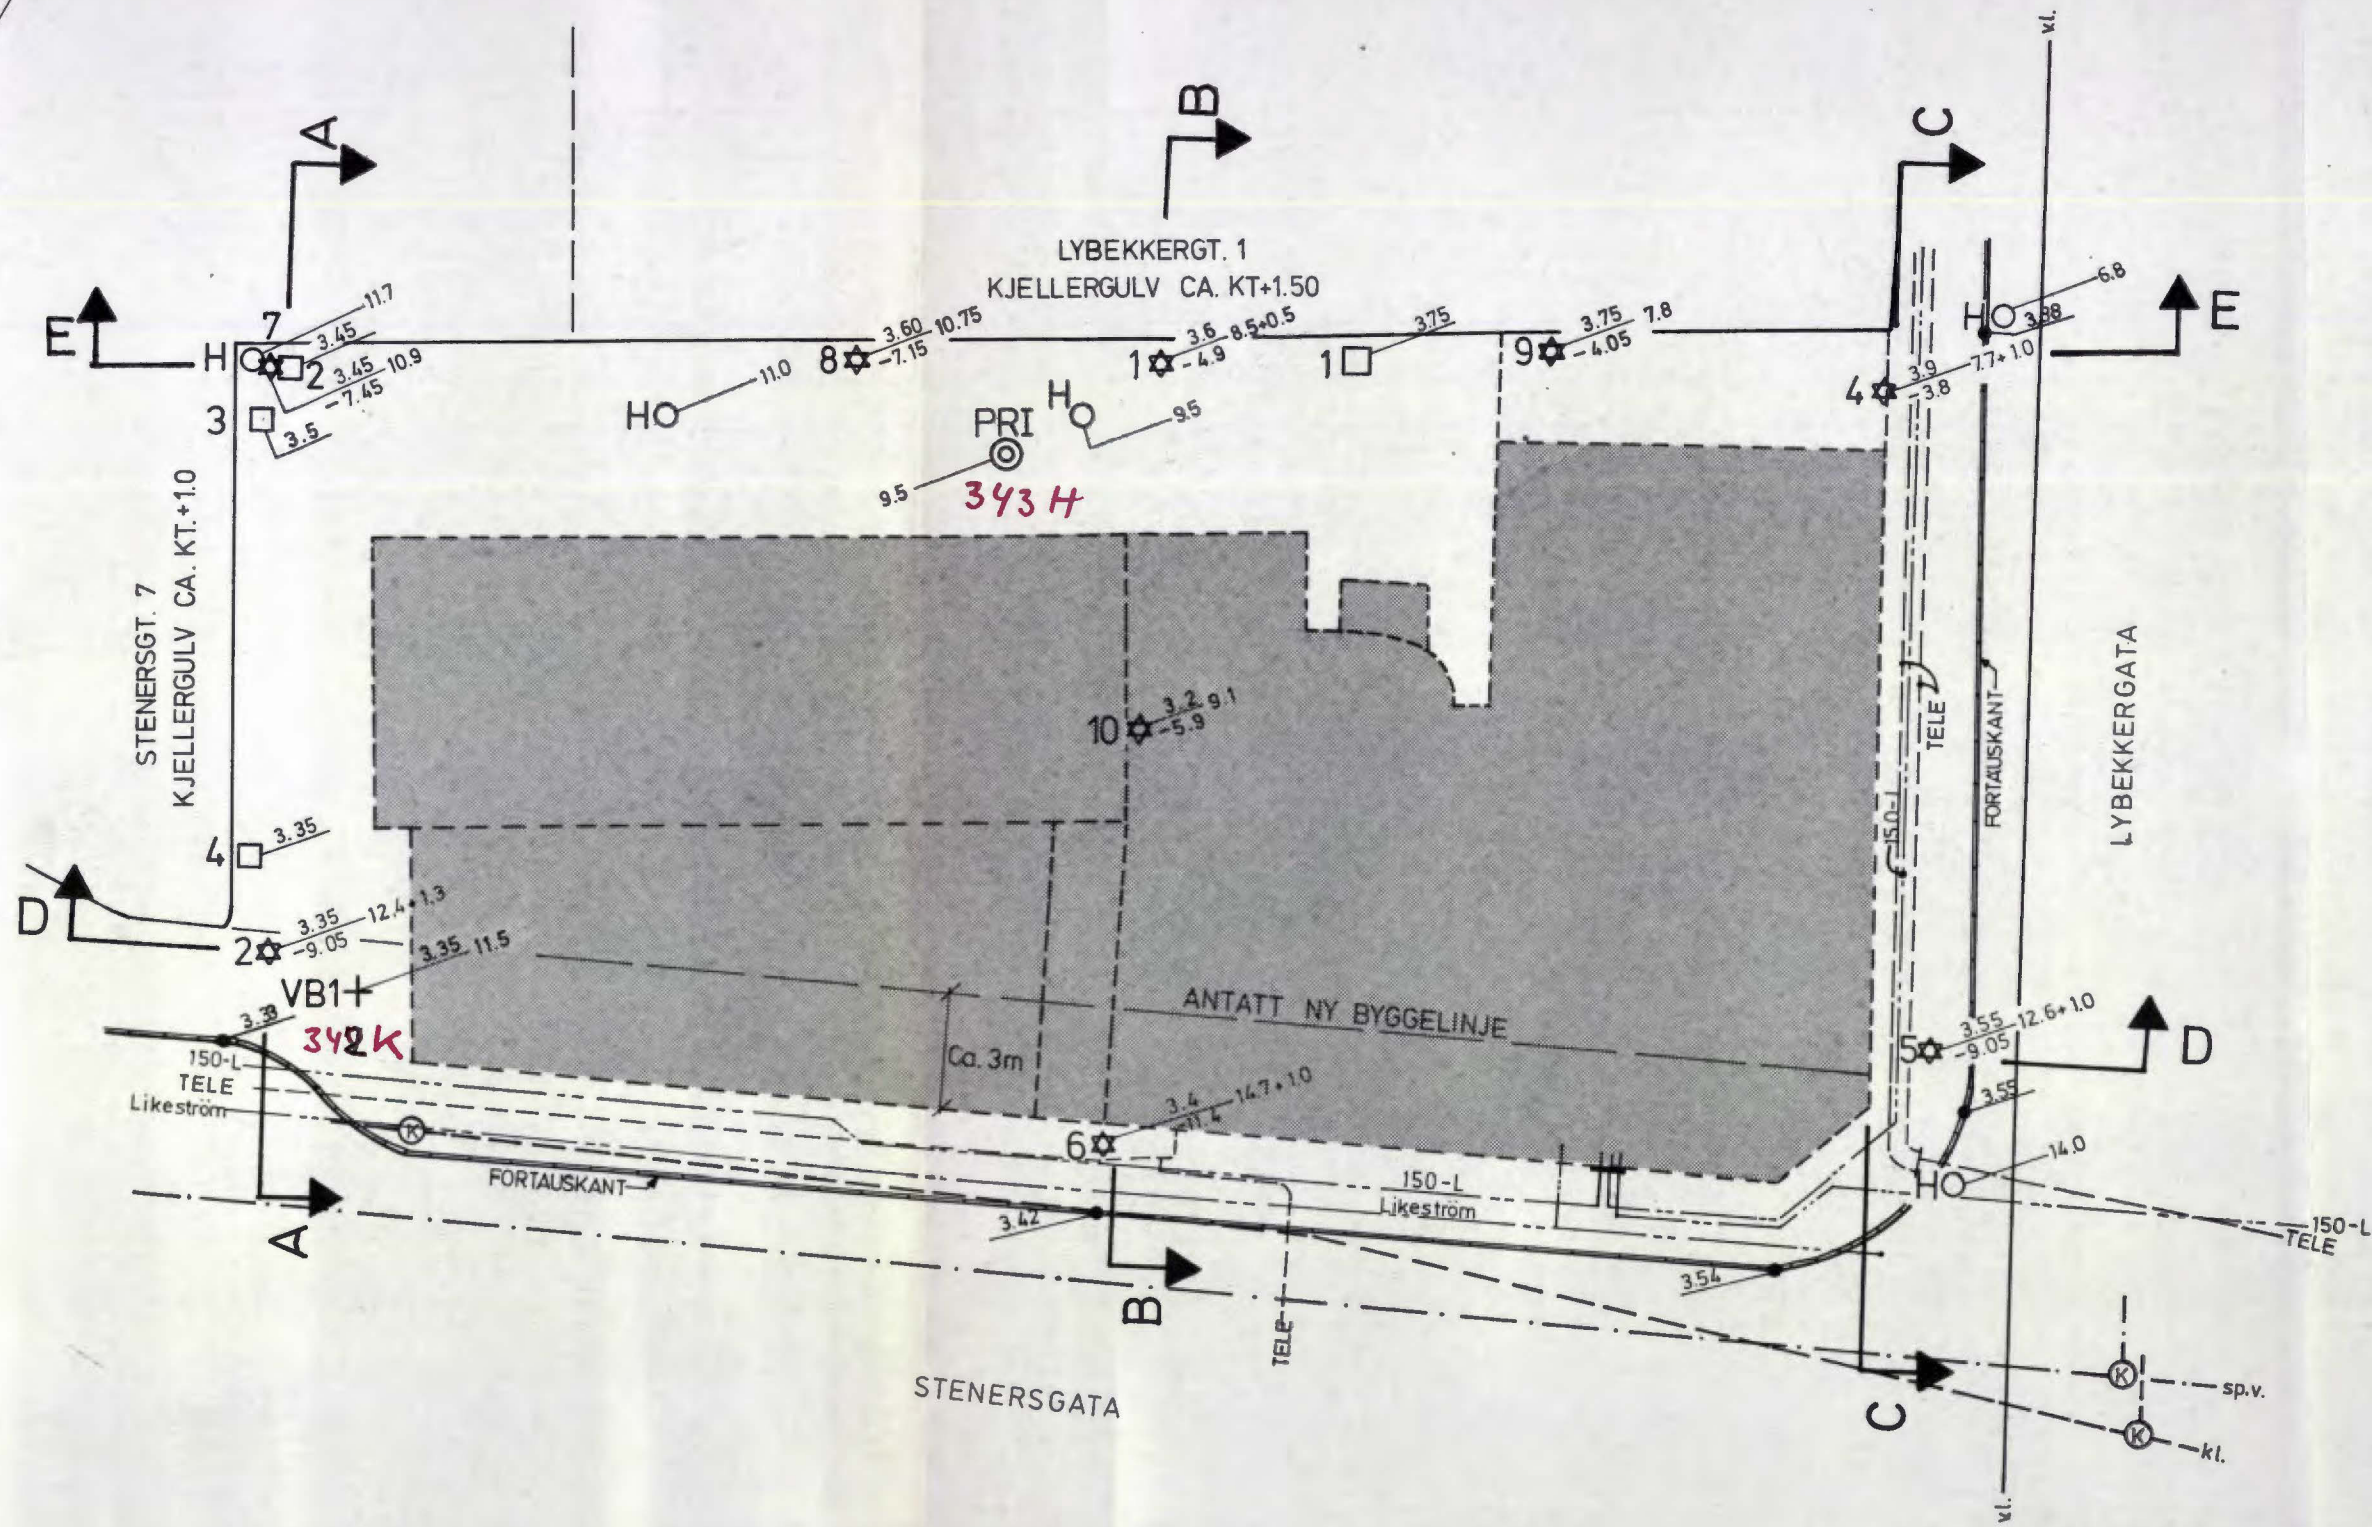 vl.
A
B
C
LYBEKKERGT. 1
KJELLERGULV CA. KT+1.50
E
7
H
11.7
3.45
2
3.45
10.9
-7.45
3
3.5
H
11.0
8
3.60
10.75
-7.15
1
3.6
8.5+0.5
-4.9
1
3.75
9
3.75
7.8
-4.05
H
6.8
3.88
E
4
3.9
7.7+1.0
-3.8
PRI
H
9.5
9.5
343 H
STENERSGT. 7
KJELLERGULV CA. KT.+1.0
10
3.2
9.1
-5.9
TELE
FORTAUSKANT
LYBEKKERGATA
150-L
4
3.35
D
2
3.35
12.4+1.3
-9.05
VB1
3.35
11.5
342 K
3.39
ANTATT NY BYGGELINJE
Ca. 3m
5
3.55
12.6+1.0
-9.05
D
3.55
150-L
TELE
Likeström
K
6
3.4
14.7+1.0
-11.4
FORTAUSKANT
150-L
Likeström
H
14.0
150-L
TELE
A
3.42
B
3.54
TELE
STENERSGATA
C
K
sp.v.
K
kl.
vl.